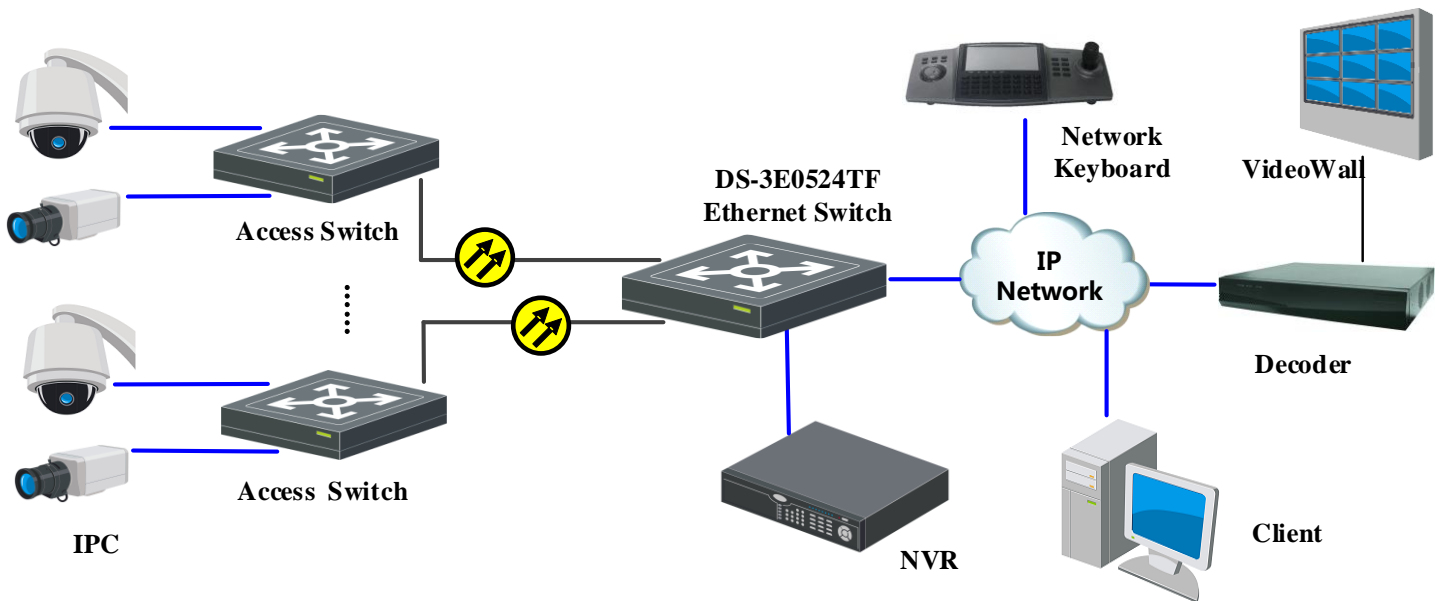 Network
Keyboard
VideoWall
DS-3E0524TF
Ethernet Switch
Access Switch
IP
Network
Decoder
Access Switch
IPC
NVR
Client